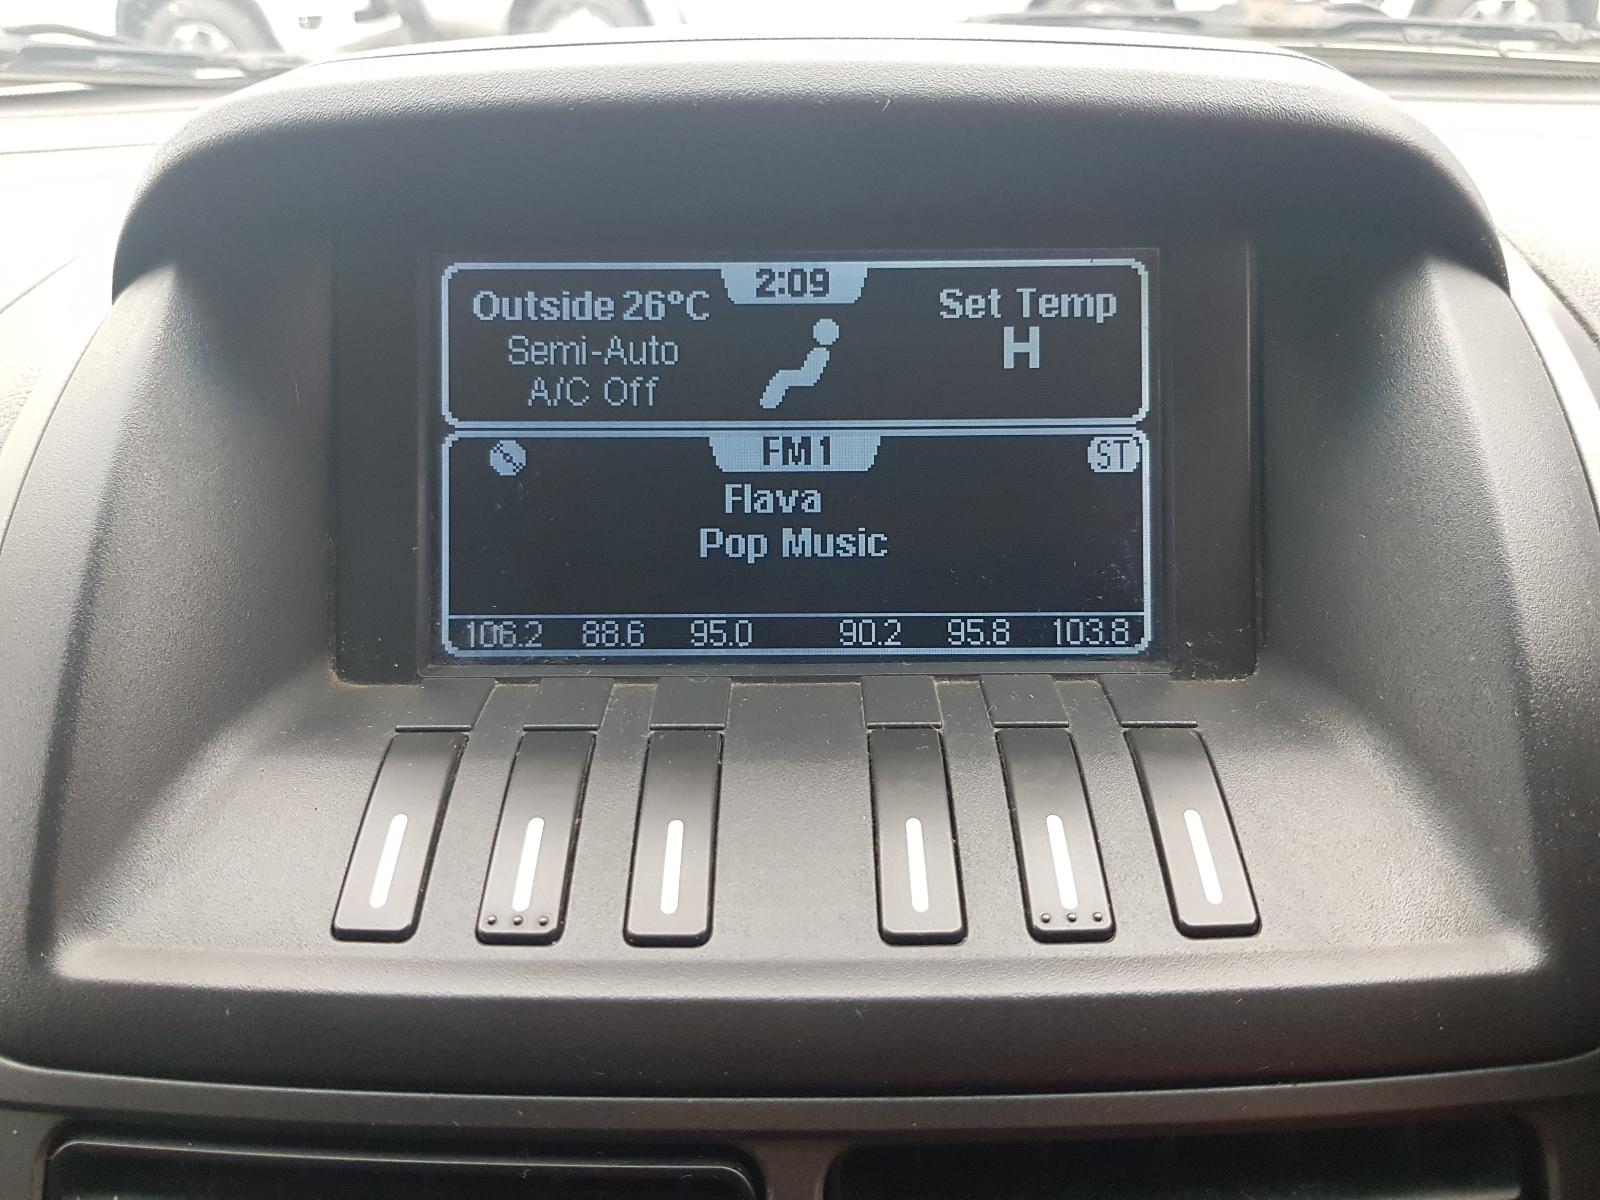 2:09
Outside 26°C
Semi-Auto
A/C Off
Set Temp
H
FM1
ST
Flava
Pop Music
106.2 88.6 95.0 90.2 95.8 103.8